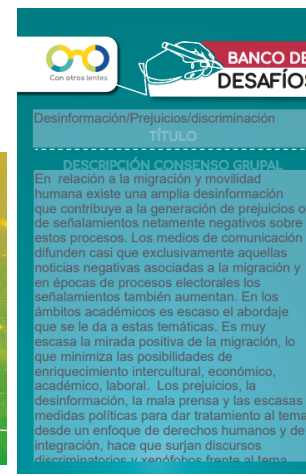 Con otros lentes
BANCO DE
DESAFÍOS
Desinformación/Prejuicios/discriminación
TÍTULO
DESCRIPCIÓN CONSENSO GRUPAL
En relación a la migración y movilidad
humana existe una amplia desinformación
que contribuye a la generación de prejuicios o
de señalamientos netamente negativos sobre
estos procesos. Los medios de comunicación
difunden casi que exclusivamente aquellas
noticias negativas asociadas a la migración y
en épocas de procesos electorales los
señalamientos también aumentan. En los
ámbitos académicos es escaso el abordaje
que se le da a estas temáticas. Es muy
escasa la mirada positiva de la migración, lo
que minimiza las posibilidades de
enriquecimiento intercultural, económico,
académico, laboral. Los prejuicios, la
desinformación, la mala prensa y las escasas
medidas políticas para dar tratamiento al tema
desde un enfoque de derechos humanos y de
integración, hace que surjan discursos
discriminatorios y xenófobos frente al tema